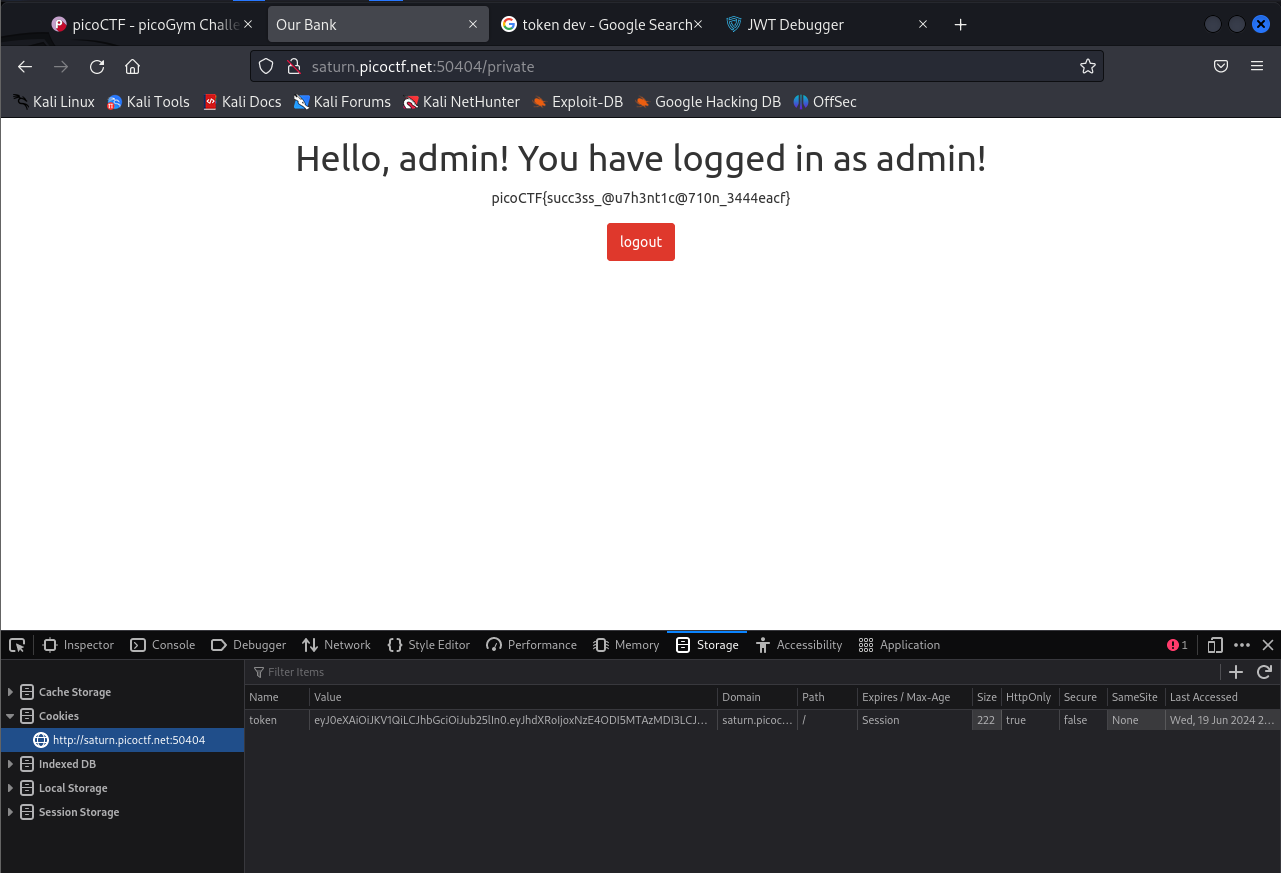 picoCTF - picoGym Challe
Our Bank
token dev - Google Search
JWT Debugger
saturn.picoctf.net:50404/private
Kali Linux Kali Tools Kali Docs Kali Forums Kali NetHunter Exploit-DB Google Hacking DB OffSec
Hello, admin! You have logged in as admin!
picoCTF{succ3ss_@u7h3nt1c@710n_3444eacf}
logout
Inspector Console Debugger Network Style Editor Performance Memory Storage Accessibility Application 1
Filter Items
Cache Storage
Cookies
http://saturn.picoctf.net:50404
Indexed DB
Local Storage
Session Storage
Name Value Domain Path Expires / Max-Age Size HttpOnly Secure SameSite Last Accessed
token eyJ0eXAiOiJKV1QiLCJhbGciOiJub25lIn0.eyJhdXRoIjoxNzE4ODI5MTAzMDI3LCJ... saturn.picoc... / Session 222 true false None Wed, 19 Jun 2024 2...